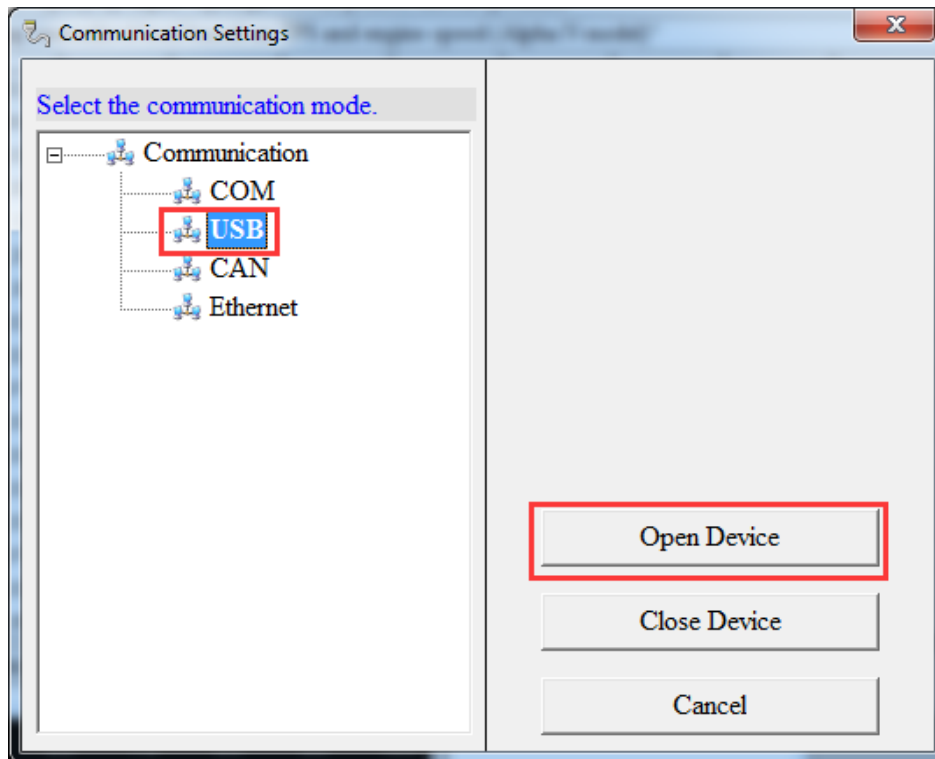 Communication Settings
Select the communication mode.
Communication
COM
USB
CAN
Ethernet
Open Device
Close Device
Cancel